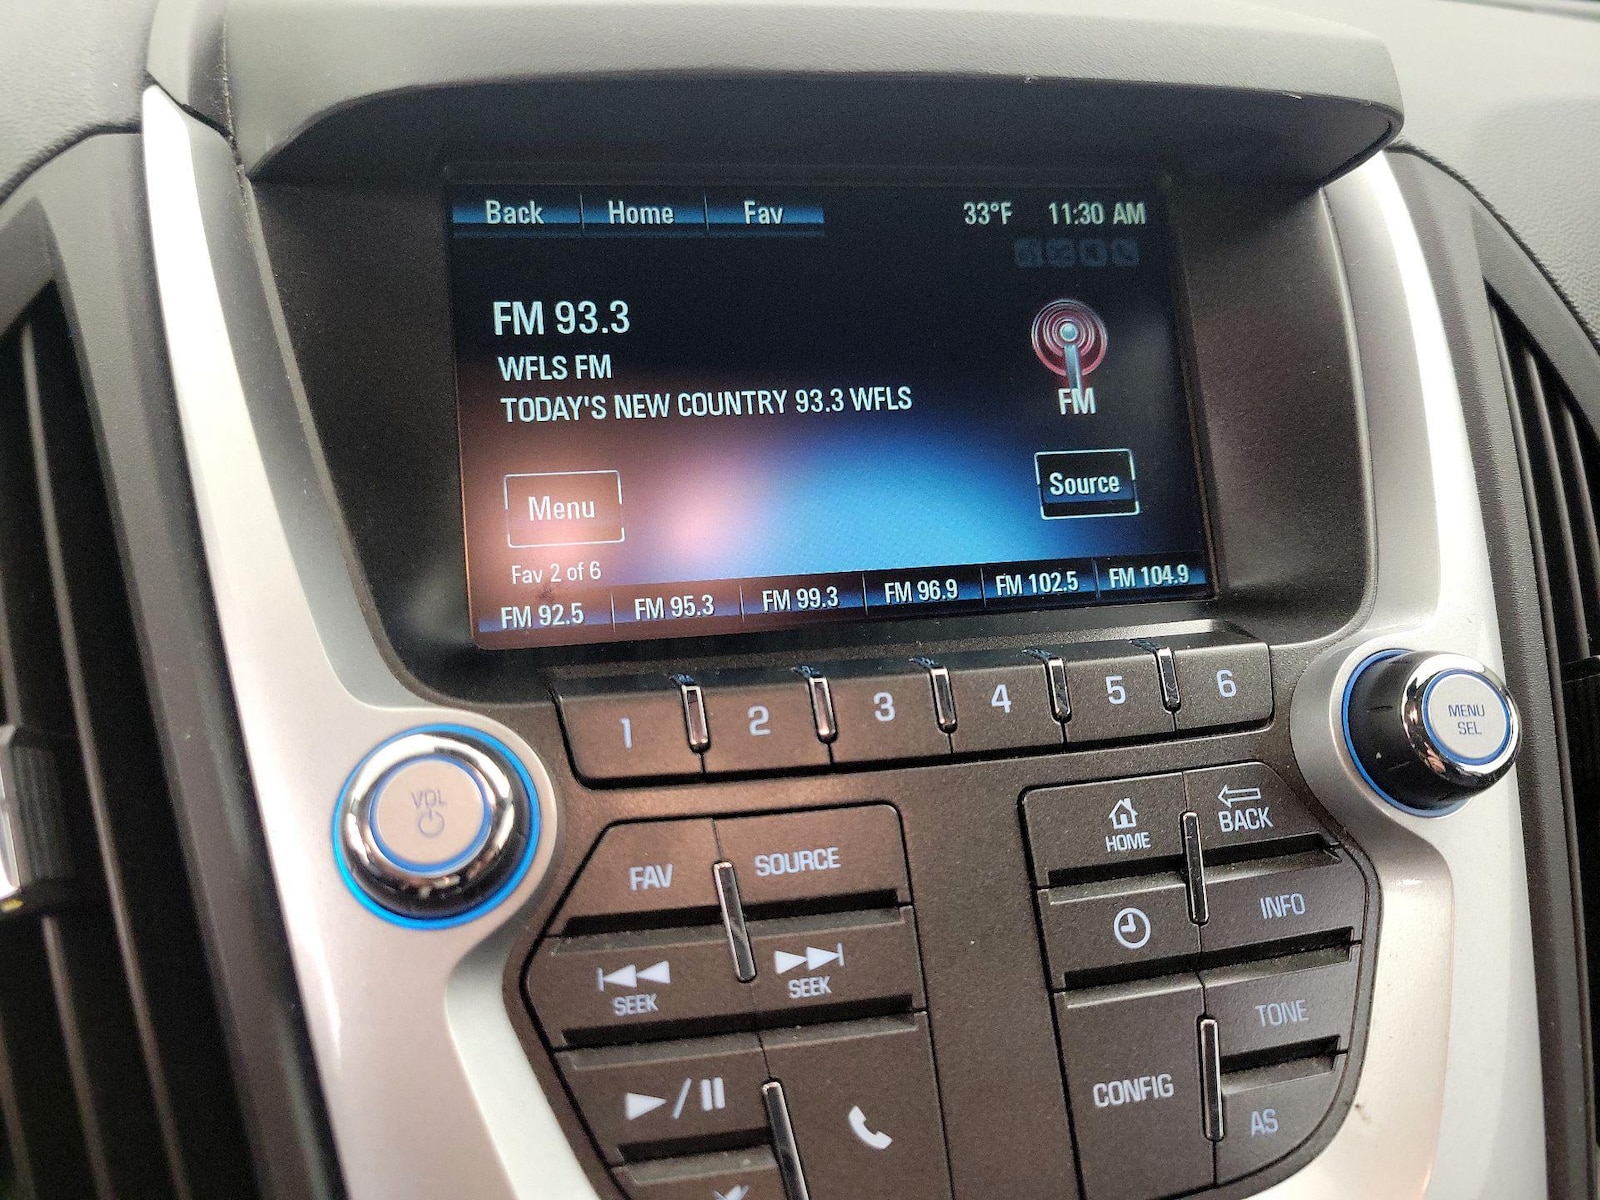 Back Home Fav 33°F 11:30 AM
FM 93.3
WFLS FM
TODAY'S NEW COUNTRY 93.3 WFLS
FM
Menu
Source
Fav 2 of 6
FM 92.5 FM 95.3 FM 99.3 FM 96.9 FM 102.5 FM 104.9
1 2 3 4 5 6
VOL
MENU
SEL
FAV SOURCE
SEEK SEEK
HOME BACK
INFO
TONE
CONFIG
AS